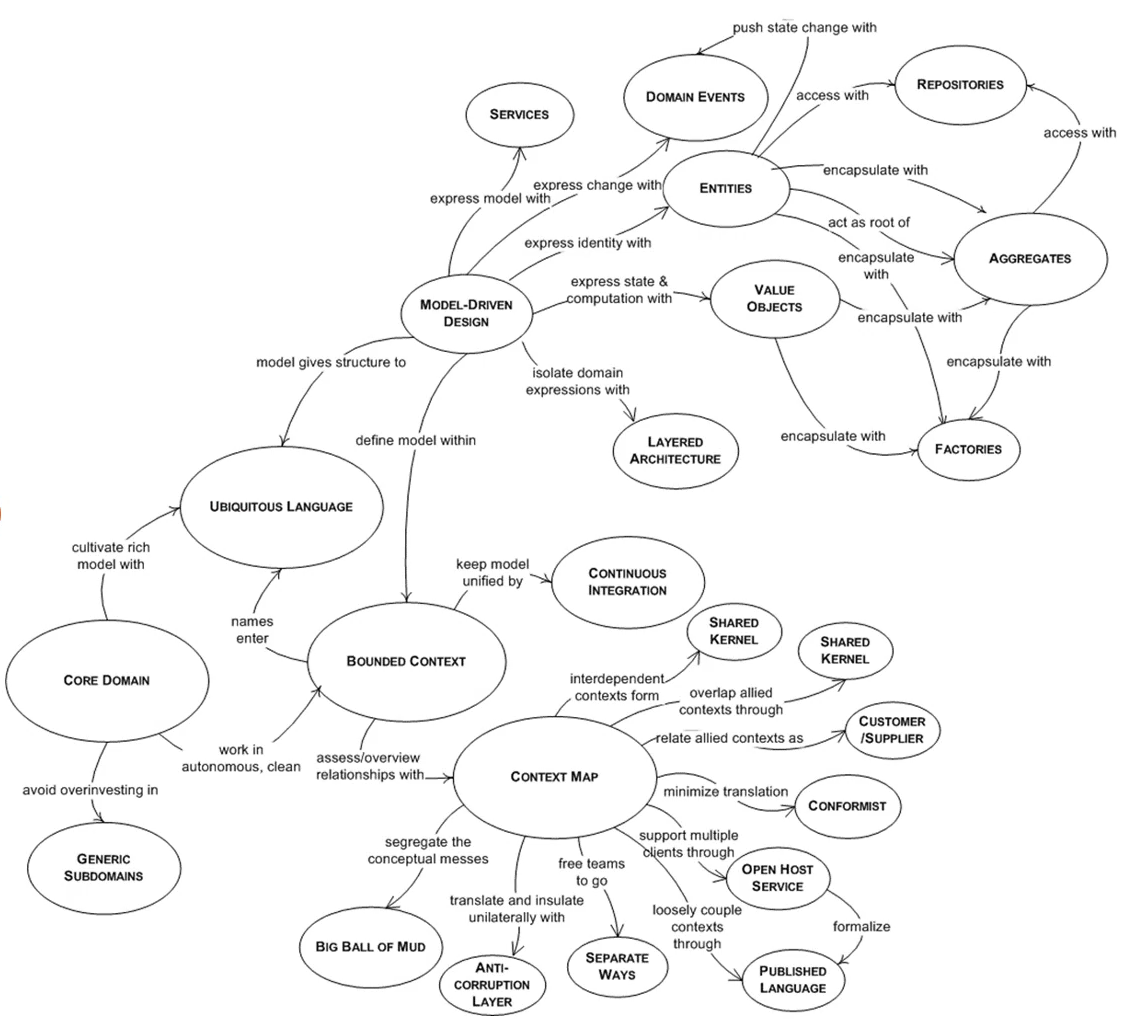 push state change with
DOMAIN EVENTS
REPOSITORIES
access with
SERVICES
access with
encapsulate with
express change with
ENTITIES
express model with
act as root of
express identity with
encapsulate
with
AGGREGATES
express state &
computation with
VALUE
OBJECTS
MODEL-DRIVEN
DESIGN
encapsulate with
model gives structure to
isolate domain
expressions with
encapsulate with
define model within
encapsulate with
LAYERED
ARCHITECTURE
FACTORIES
UBIQUITOUS LANGUAGE
cultivate rich
model with
keep model
unified by
CONTINUOUS
INTEGRATION
names
enter
SHARED
KERNEL
SHARED
KERNEL
BOUNDED CONTEXT
CORE DOMAIN
interdependent
contexts form
overlap allied
contexts through
CUSTOMER
/SUPPLIER
relate allied contexts as
work in
autonomous, clean
assess/overview
relationships with
CONTEXT MAP
avoid overinvesting in
minimize translation
CONFORMIST
segregate the
conceptual messes
support multiple
clients through
GENERIC
SUBDOMAINS
free teams
to go
OPEN HOST
SERVICE
translate and insulate
unilaterally with
loosely couple
contexts
through
formalize
BIG BALL OF MUD
ANTI-
CORRUPTION
LAYER
SEPARATE
WAYS
PUBLISHED
LANGUAGE